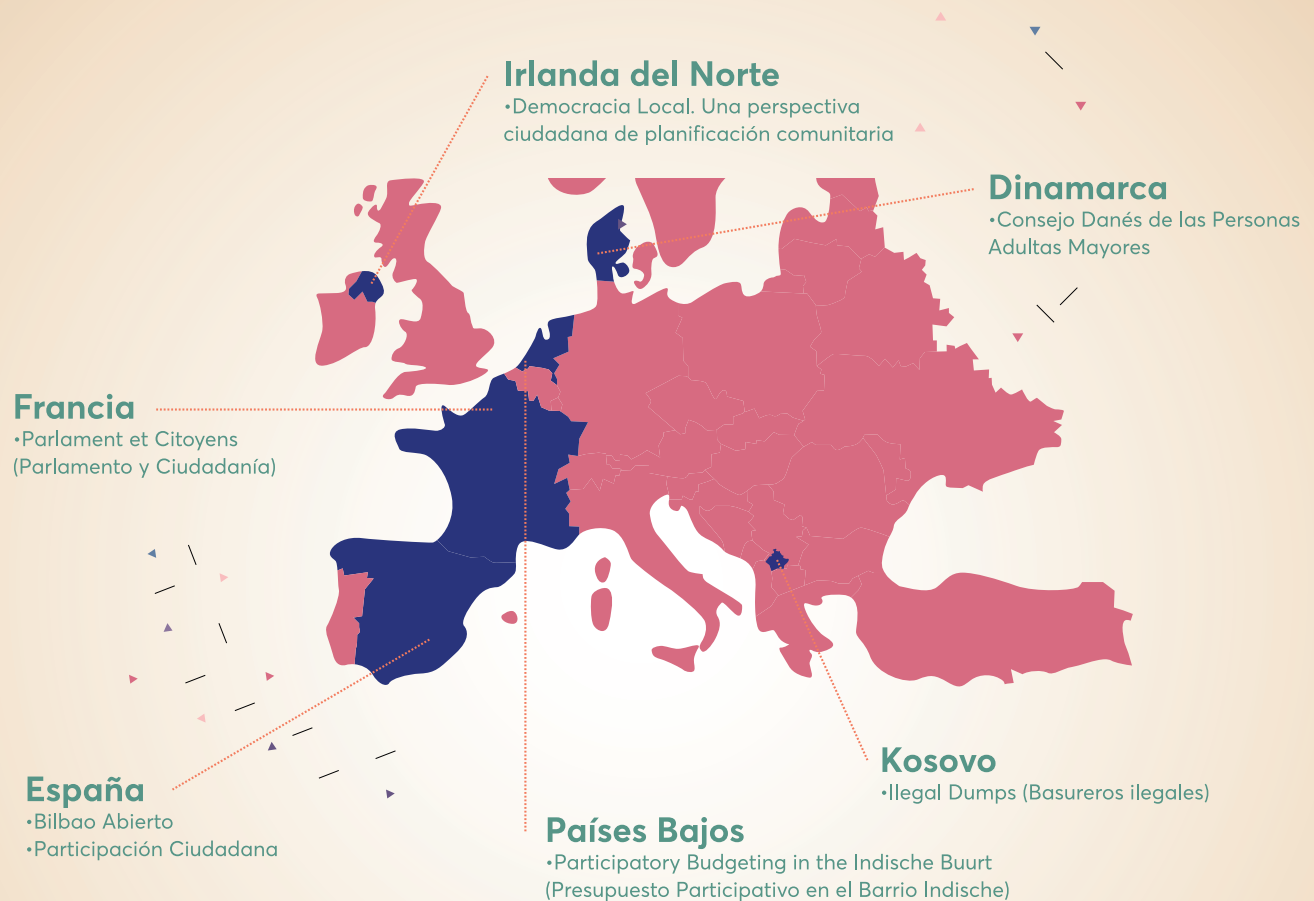 Irlanda del Norte
•Democracia Local. Una perspectiva
ciudadana de planificación comunitaria
Dinamarca
•Consejo Danés de las Personas
Adultas Mayores
Francia
•Parlament et Citoyens
(Parlamento y Ciudadanía)
España
•Bilbao Abierto
•Participación Ciudadana
Kosovo
•Ilegal Dumps (Basureros ilegales)
Países Bajos
•Participatory Budgeting in the Indische Buurt
(Presupuesto Participativo en el Barrio Indische)